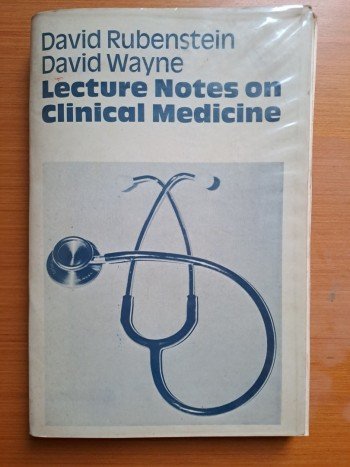 David Rubenstein
David Wayne
Lecture Notes on
Clinical Medicine